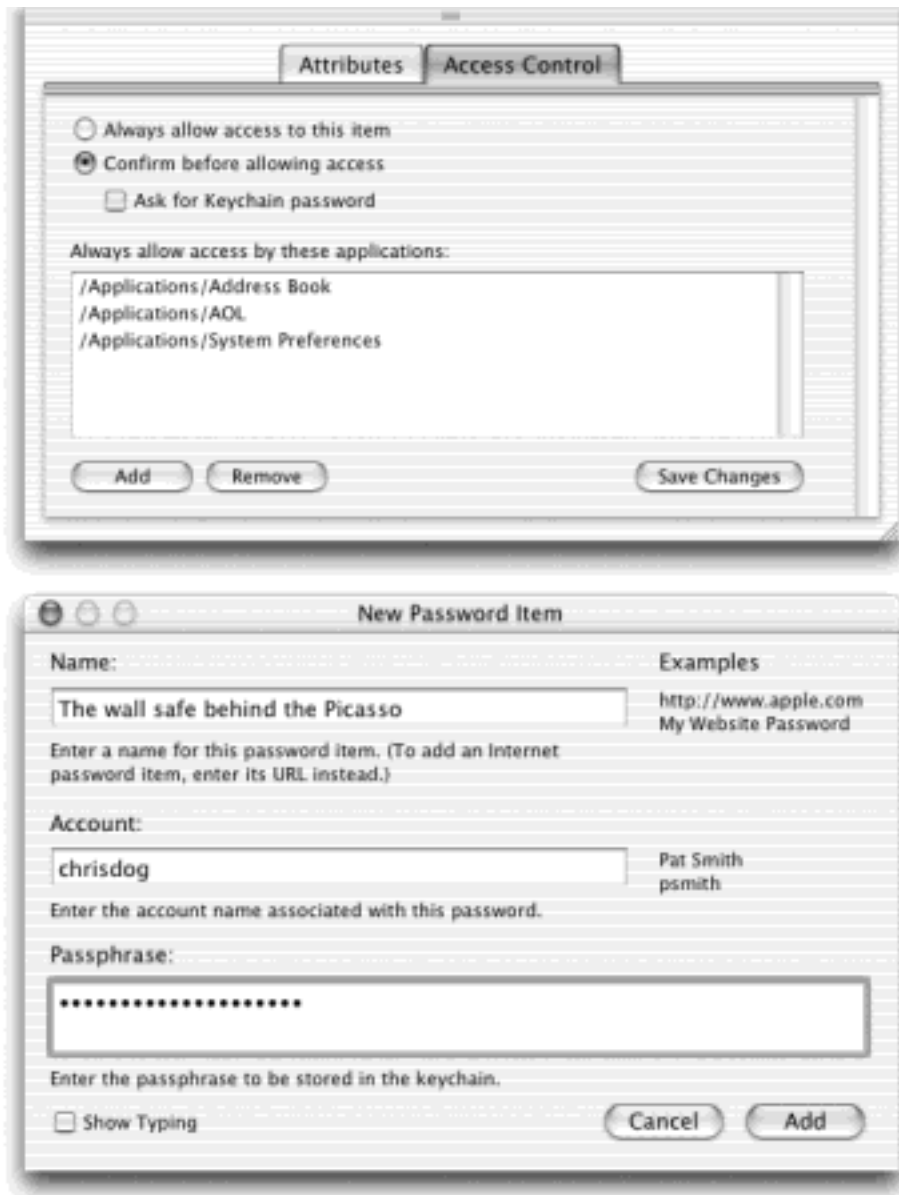 Attributes
Access Control
Always allow access to this item
Confirm before allowing access
Ask for Keychain password
Always allow access by these applications:
/Applications/Address Book
/Applications/AOL
/Applications/System Preferences
Add
Remove
Save Changes
New Password Item
Name:
Examples
The wall safe behind the Picasso
http://www.apple.com
My Website Password
Enter a name for this password item. (To add an Internet
password item, enter its URL instead.)
Account:
chrisdog
Pat Smith
psmith
Enter the account name associated with this password.
Passphrase:
••••••••••••••••••••
Enter the passphrase to be stored in the keychain.
Show Typing
Cancel
Add